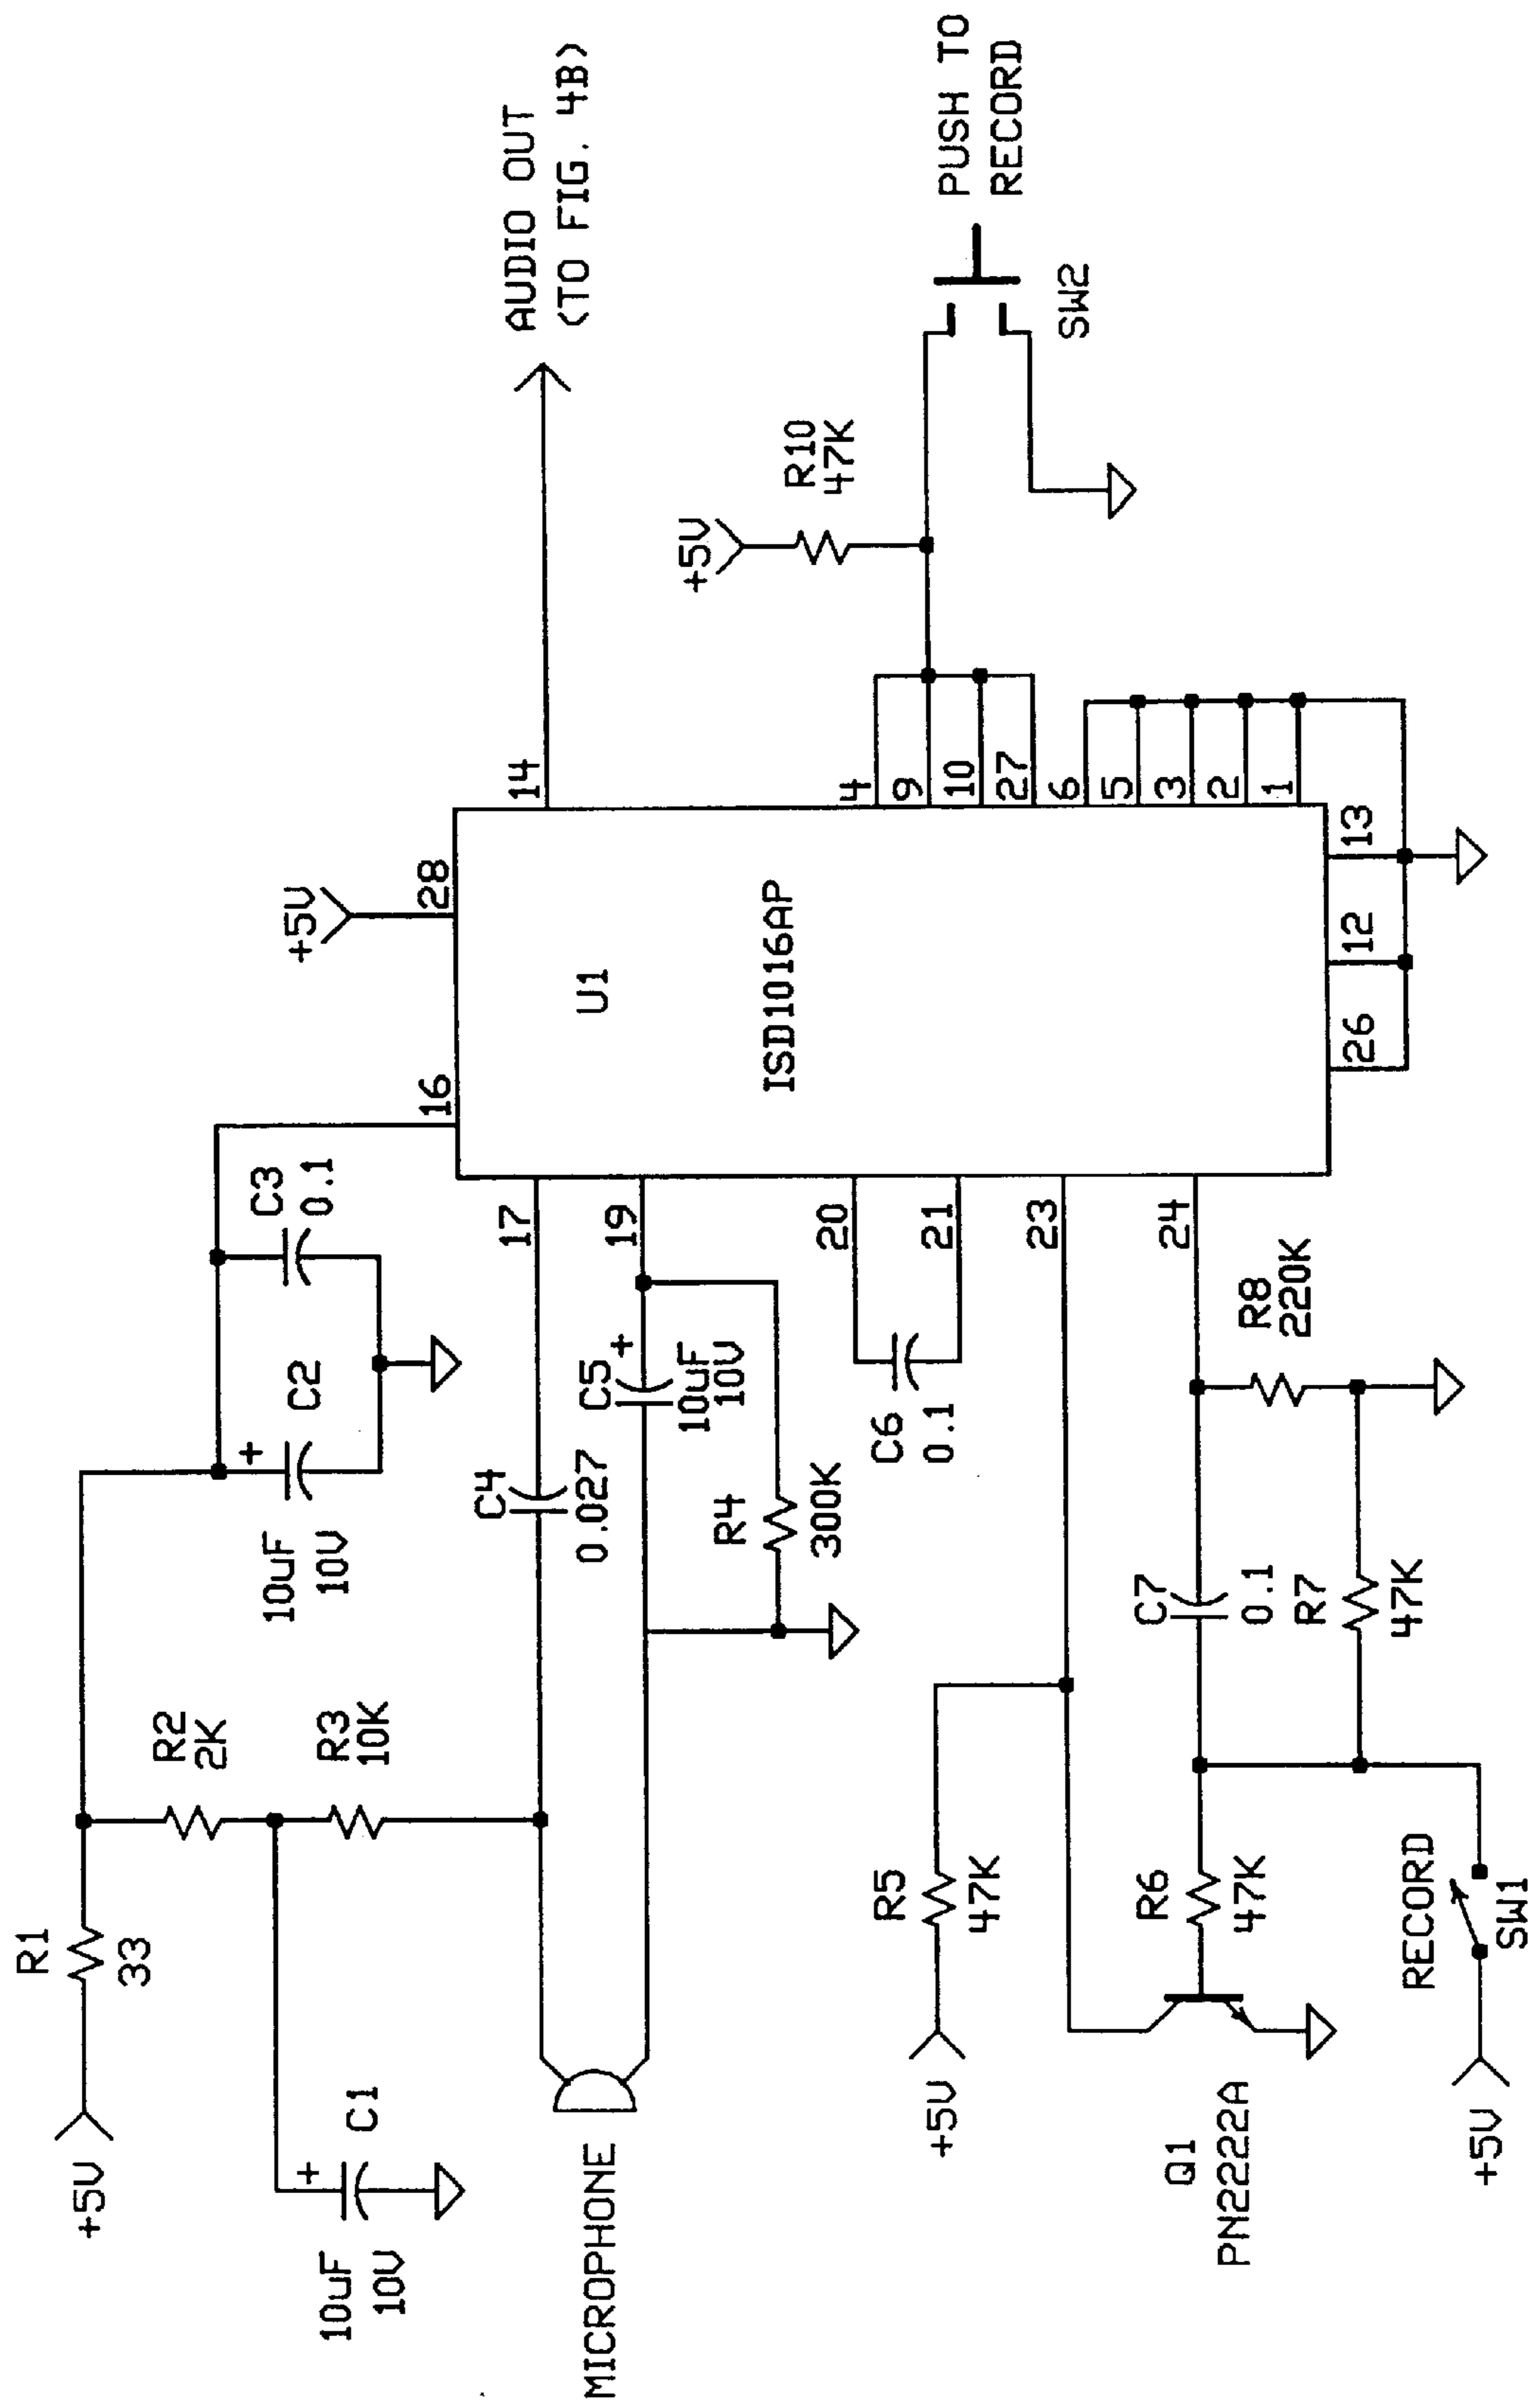 +5V
R1
33
R2
2K
R3
10K
10uF
10V
C1
+
10uF
10V
+
C2
C3
0.1
16
+5V
28
14
AUDIO OUT
(TO FIG. 4B)
MICROPHONE
C4
0.027
17
C5
+
10uF
10V
19
R4
300K
U1
ISD1016AP
20
21
C6
0.1
+5V
R5
47K
23
24
Q1
PN2222A
R6
47K
C7
0.1
R7
47K
R8
220K
+5V
RECORD
SW1
4
9
10
27
6
5
3
2
1
26
12
13
+5V
R10
47K
PUSH TO
RECORD
SW2